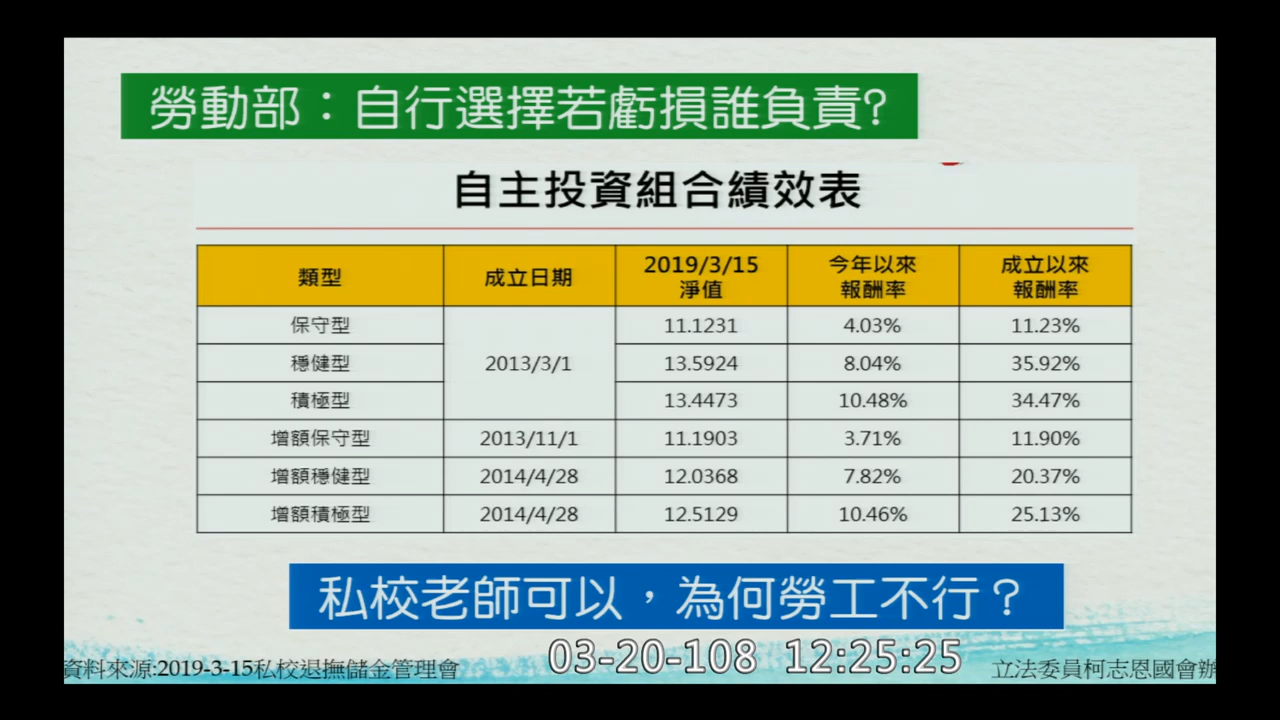 勞動部：自行選擇若虧損誰負責?
自主投資組合績效表
類型 成立日期 2019/3/15 淨值 今年以來報酬率 成立以來報酬率
保守型 2013/3/1 11.1231 4.03% 11.23%
穩健型 13.5924 8.04% 35.92%
積極型 13.4473 10.48% 34.47%
增額保守型 2013/11/1 11.1903 3.71% 11.90%
增額穩健型 2014/4/28 12.0368 7.82% 20.37%
增額積極型 2014/4/28 12.5129 10.46% 25.13%
私校老師可以，為何勞工不行？
03-20-108 12:25:25
資料來源:2019-3-15私校退撫儲金管理會
立法委員柯志恩國會辦